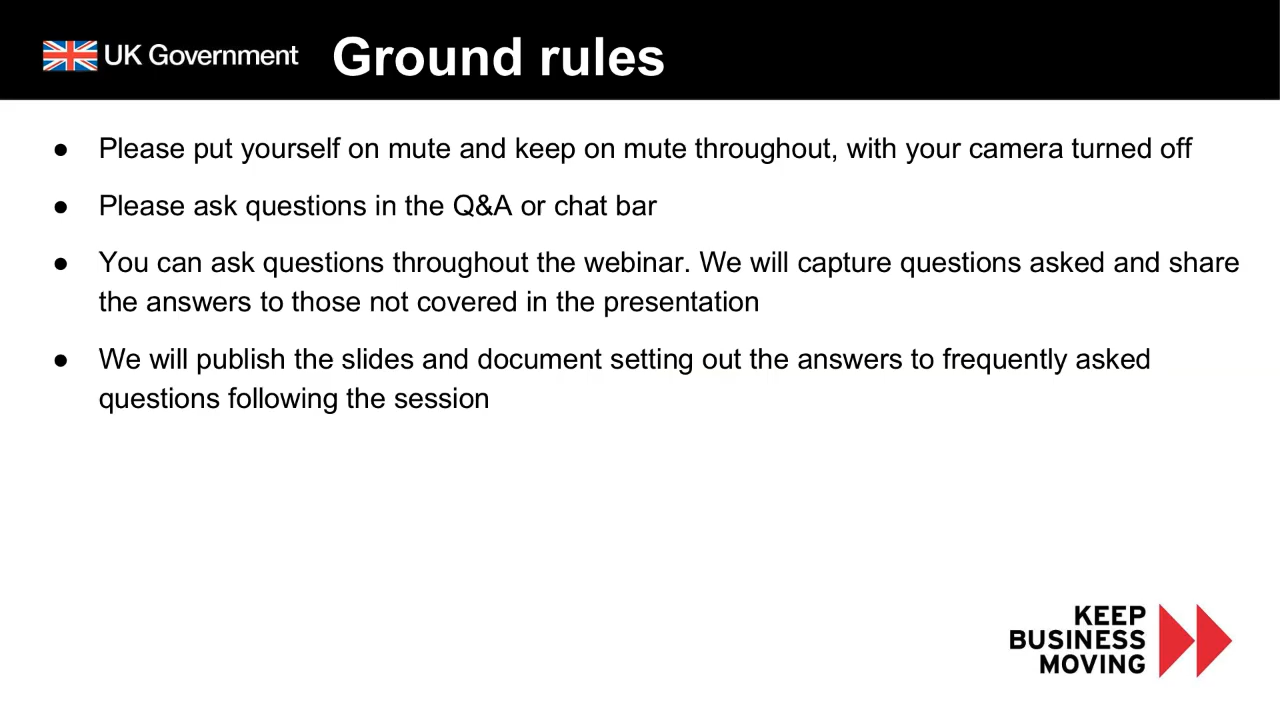 UK Government
Ground rules
● Please put yourself on mute and keep on mute throughout, with your camera turned off
● Please ask questions in the Q&A or chat bar
● You can ask questions throughout the webinar. We will capture questions asked and share
the answers to those not covered in the presentation
● We will publish the slides and document setting out the answers to frequently asked
questions following the session
KEEP
BUSINESS
MOVING